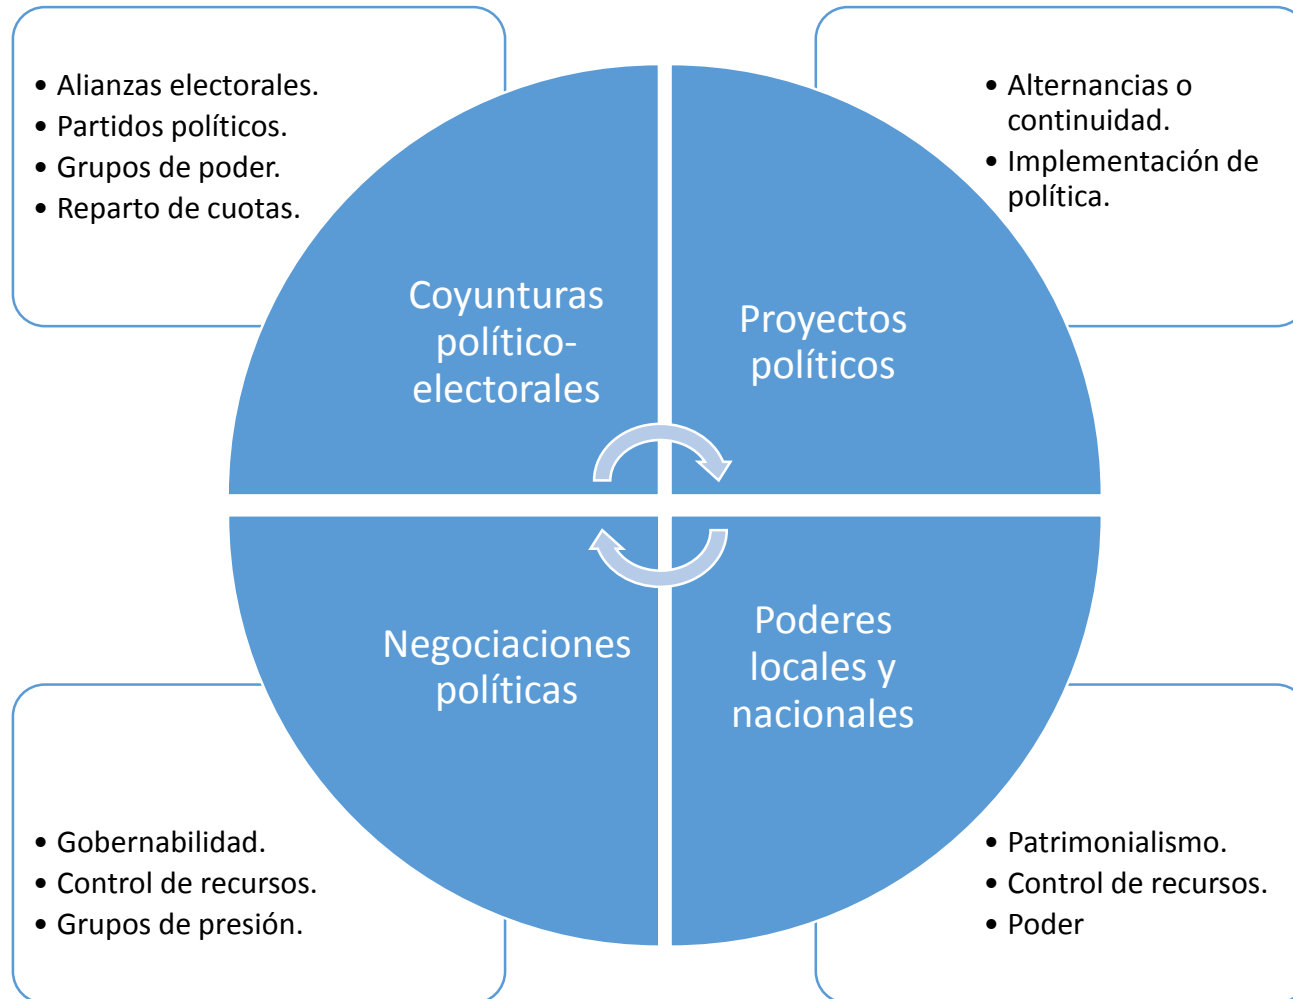 • Alianzas electorales.
• Partidos políticos.
• Grupos de poder.
• Reparto de cuotas.
• Alternancias o
continuidad.
• Implementación de
política.
Coyunturas
político-
electorales
Proyectos
políticos
Negociaciones
políticas
Poderes
locales y
nacionales
• Gobernabilidad.
• Control de recursos.
• Grupos de presión.
• Patrimonialismo.
• Control de recursos.
• Poder